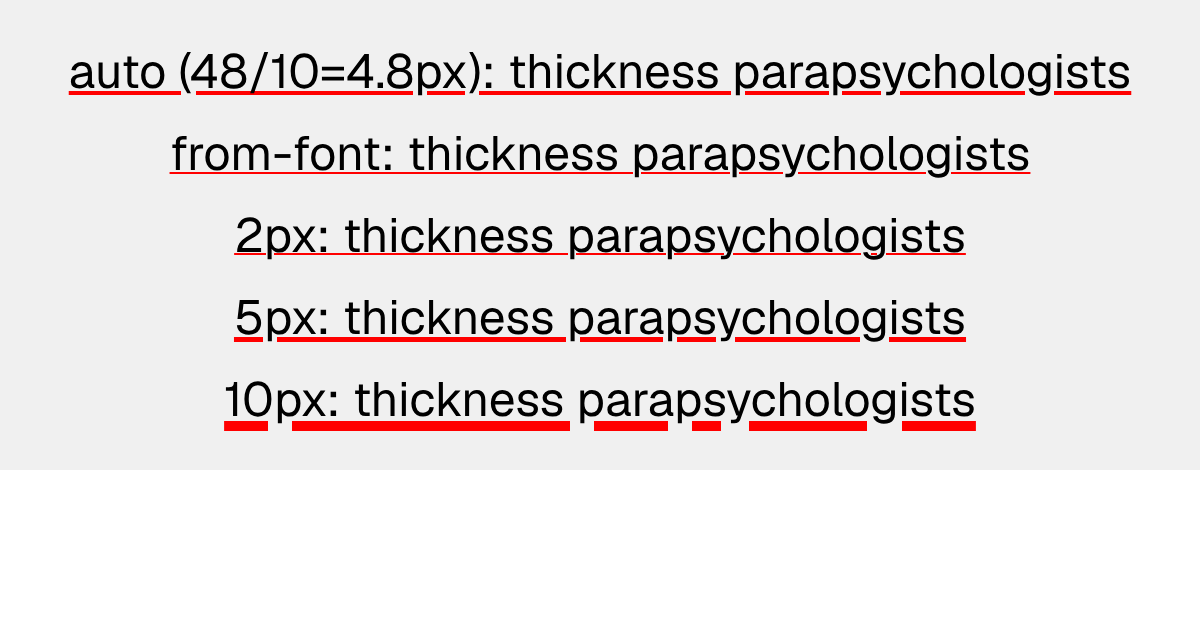 auto (48/10=4.8px): thickness parapsychologists
from-font: thickness parapsychologists
2px: thickness parapsychologists
5px: thickness parapsychologists
10px: thickness parapsychologists